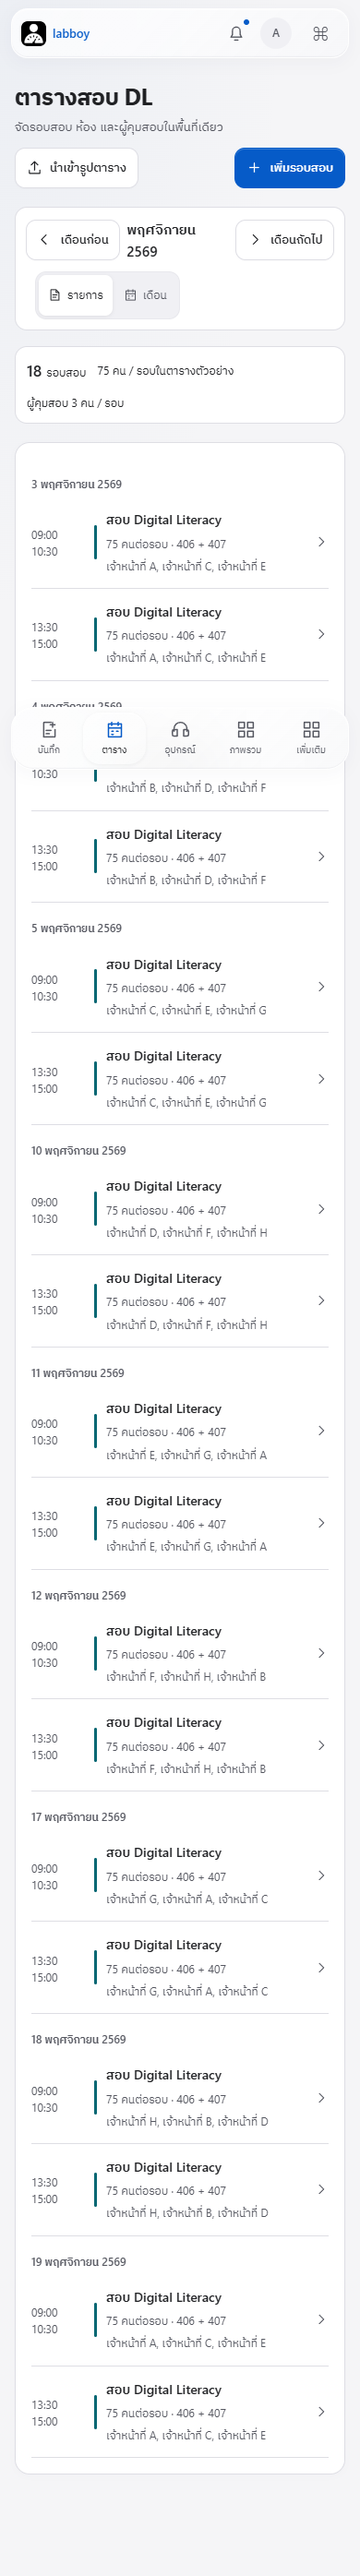 labboy
A
ตารางสอบ DL
จัดรอบสอบ ห้อง และผู้คุมสอบในพื้นที่เดียว
นำเข้ารูปตาราง
เพิ่มรอบสอบ
เดือนก่อน
พฤศจิกายน
2569
เดือนถัดไป
รายการ
เดือน
18 รอบสอบ 75 คน / รอบในตารางตัวอย่าง
ผู้คุมสอบ 3 คน / รอบ
3 พฤศจิกายน 2569
09:00
10:30
สอบ Digital Literacy
75 คนต่อรอบ · 406 + 407
เจ้าหน้าที่ A, เจ้าหน้าที่ C, เจ้าหน้าที่ E
13:30
15:00
สอบ Digital Literacy
75 คนต่อรอบ · 406 + 407
เจ้าหน้าที่ A, เจ้าหน้าที่ C, เจ้าหน้าที่ E
4 พฤศจิกายน 2569
บันทึก
ตาราง
อุปกรณ์
ภาพรวม
เพิ่มเติม
10:30
เจ้าหน้าที่ B, เจ้าหน้าที่ D, เจ้าหน้าที่ F
13:30
15:00
สอบ Digital Literacy
75 คนต่อรอบ · 406 + 407
เจ้าหน้าที่ B, เจ้าหน้าที่ D, เจ้าหน้าที่ F
5 พฤศจิกายน 2569
09:00
10:30
สอบ Digital Literacy
75 คนต่อรอบ · 406 + 407
เจ้าหน้าที่ C, เจ้าหน้าที่ E, เจ้าหน้าที่ G
13:30
15:00
สอบ Digital Literacy
75 คนต่อรอบ · 406 + 407
เจ้าหน้าที่ C, เจ้าหน้าที่ E, เจ้าหน้าที่ G
10 พฤศจิกายน 2569
09:00
10:30
สอบ Digital Literacy
75 คนต่อรอบ · 406 + 407
เจ้าหน้าที่ D, เจ้าหน้าที่ F, เจ้าหน้าที่ H
13:30
15:00
สอบ Digital Literacy
75 คนต่อรอบ · 406 + 407
เจ้าหน้าที่ D, เจ้าหน้าที่ F, เจ้าหน้าที่ H
11 พฤศจิกายน 2569
09:00
10:30
สอบ Digital Literacy
75 คนต่อรอบ · 406 + 407
เจ้าหน้าที่ E, เจ้าหน้าที่ G, เจ้าหน้าที่ A
13:30
15:00
สอบ Digital Literacy
75 คนต่อรอบ · 406 + 407
เจ้าหน้าที่ E, เจ้าหน้าที่ G, เจ้าหน้าที่ A
12 พฤศจิกายน 2569
09:00
10:30
สอบ Digital Literacy
75 คนต่อรอบ · 406 + 407
เจ้าหน้าที่ F, เจ้าหน้าที่ H, เจ้าหน้าที่ B
13:30
15:00
สอบ Digital Literacy
75 คนต่อรอบ · 406 + 407
เจ้าหน้าที่ F, เจ้าหน้าที่ H, เจ้าหน้าที่ B
17 พฤศจิกายน 2569
09:00
10:30
สอบ Digital Literacy
75 คนต่อรอบ · 406 + 407
เจ้าหน้าที่ G, เจ้าหน้าที่ A, เจ้าหน้าที่ C
13:30
15:00
สอบ Digital Literacy
75 คนต่อรอบ · 406 + 407
เจ้าหน้าที่ G, เจ้าหน้าที่ A, เจ้าหน้าที่ C
18 พฤศจิกายน 2569
09:00
10:30
สอบ Digital Literacy
75 คนต่อรอบ · 406 + 407
เจ้าหน้าที่ H, เจ้าหน้าที่ B, เจ้าหน้าที่ D
13:30
15:00
สอบ Digital Literacy
75 คนต่อรอบ · 406 + 407
เจ้าหน้าที่ H, เจ้าหน้าที่ B, เจ้าหน้าที่ D
19 พฤศจิกายน 2569
09:00
10:30
สอบ Digital Literacy
75 คนต่อรอบ · 406 + 407
เจ้าหน้าที่ A, เจ้าหน้าที่ C, เจ้าหน้าที่ E
13:30
15:00
สอบ Digital Literacy
75 คนต่อรอบ · 406 + 407
เจ้าหน้าที่ A, เจ้าหน้าที่ C, เจ้าหน้าที่ E